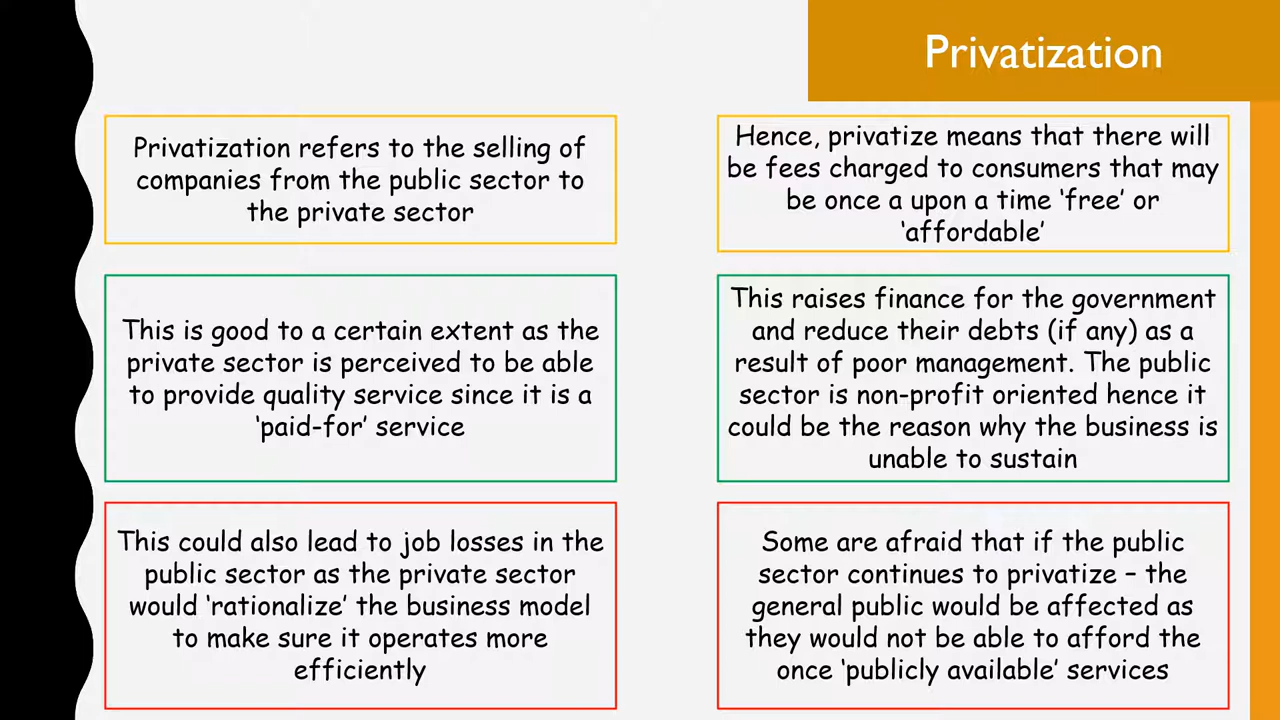 Privatization
Privatization refers to the selling of
companies from the public sector to
the private sector
Hence, privatize means that there will
be fees charged to consumers that may
be once a upon a time ‘free’ or
‘affordable’
This is good to a certain extent as the
private sector is perceived to be able
to provide quality service since it is a
‘paid-for’ service
This raises finance for the government
and reduce their debts (if any) as a
result of poor management. The public
sector is non-profit oriented hence it
could be the reason why the business is
unable to sustain
This could also lead to job losses in the
public sector as the private sector
would ‘rationalize’ the business model
to make sure it operates more
efficiently
Some are afraid that if the public
sector continues to privatize – the
general public would be affected as
they would not be able to afford the
once ‘publicly available’ services